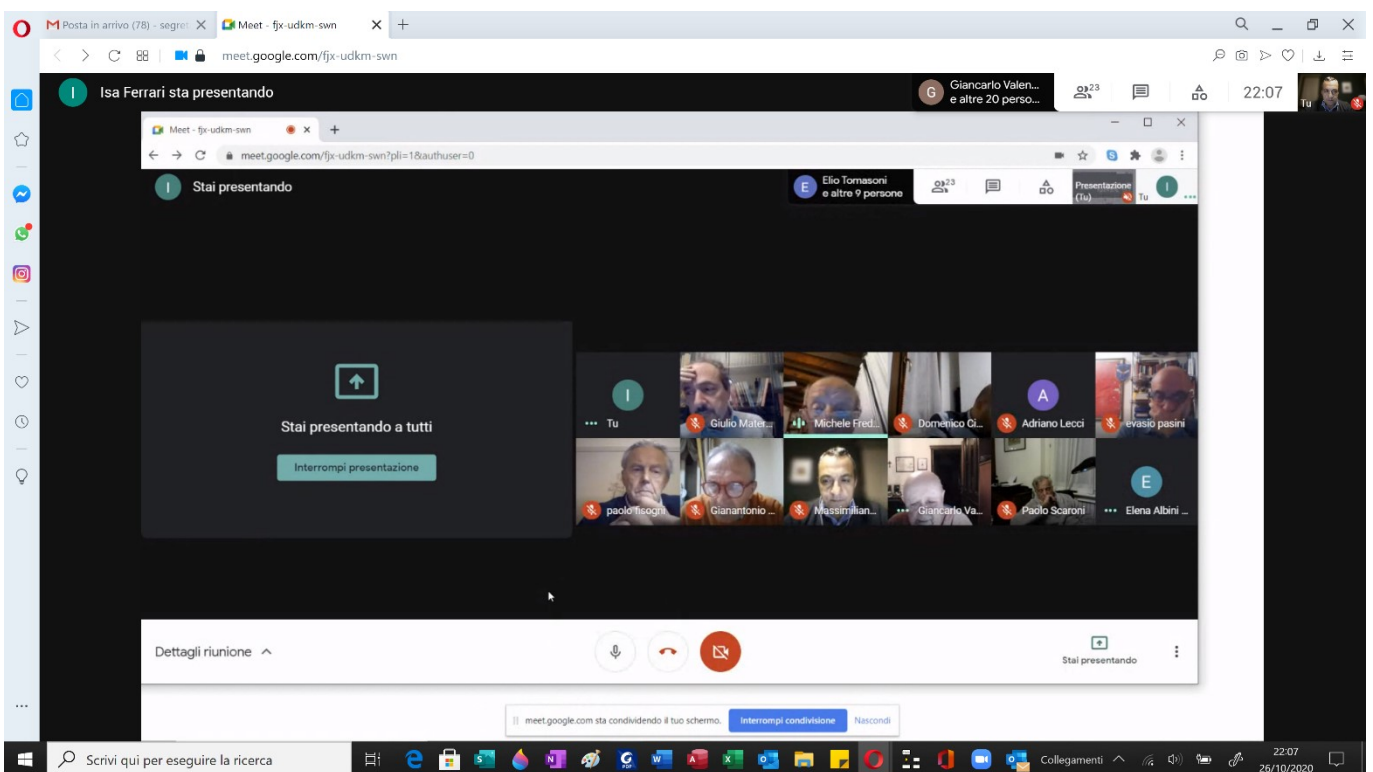 Posta in arrivo (78) - segret
Meet - fjx-udkm-swn
meet.google.com/fjx-udkm-swn
I
Isa Ferrari sta presentando
G
Giancarlo Valen...
e altre 20 perso...
23
22:07
Tu
Meet - fjx-udkm-swn
meet.google.com/fjx-udkm-swn?pli=1&authuser=0
I
Stai presentando
E
Elio Tomasoni
e altre 9 persone
23
Presentazione
(Tu)
Tu
I
Stai presentando a tutti
Interrompi presentazione
I
Tu
Giulio Mater...
Michele Fred...
Domenico Ci...
A
Adriano Lecci
evasio pasini
paolo fisogni
Gianantonio ...
Massimilian...
Giancarlo Va...
Paolo Scaroni
E
Elena Albini ...
Dettagli riunione
Stai presentando
meet.google.com sta condividendo il tuo schermo.
Interrompi condivisione
Nascondi
Scrivi qui per eseguire la ricerca
Collegamenti
22:07
26/10/2020